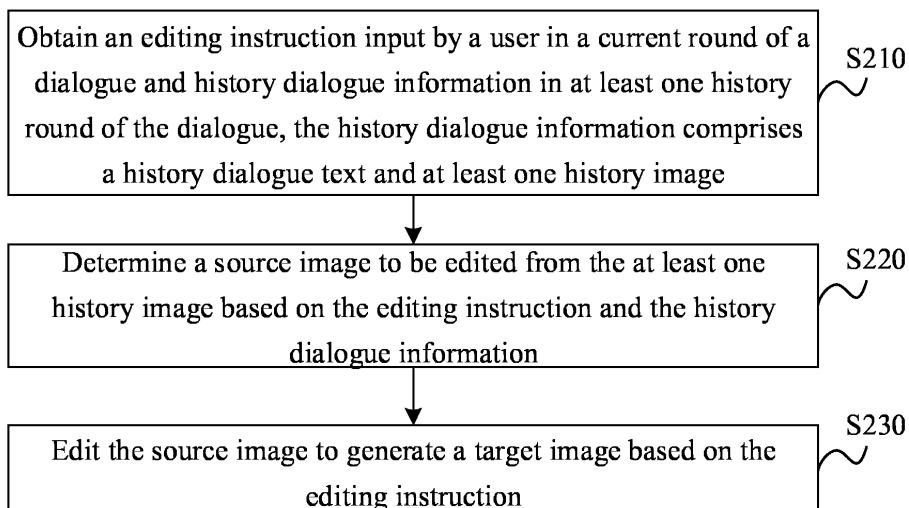 Obtain an editing instruction input by a user in a current round of a
dialogue and history dialogue information in at least one history
round of the dialogue, the history dialogue information comprises
a history dialogue text and at least one history image
S210
Determine a source image to be edited from the at least one
history image based on the editing instruction and the history
dialogue information
S220
Edit the source image to generate a target image based on the
editing instruction
S230